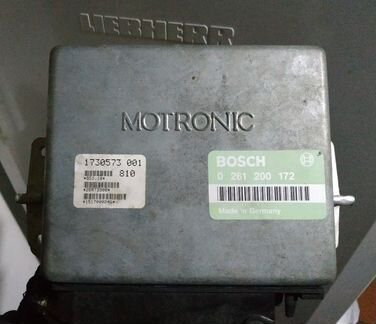 LIEBHERR
MOTRONIC
1730573 001
810
BOSCH
0 261 200 172
Made in Germany